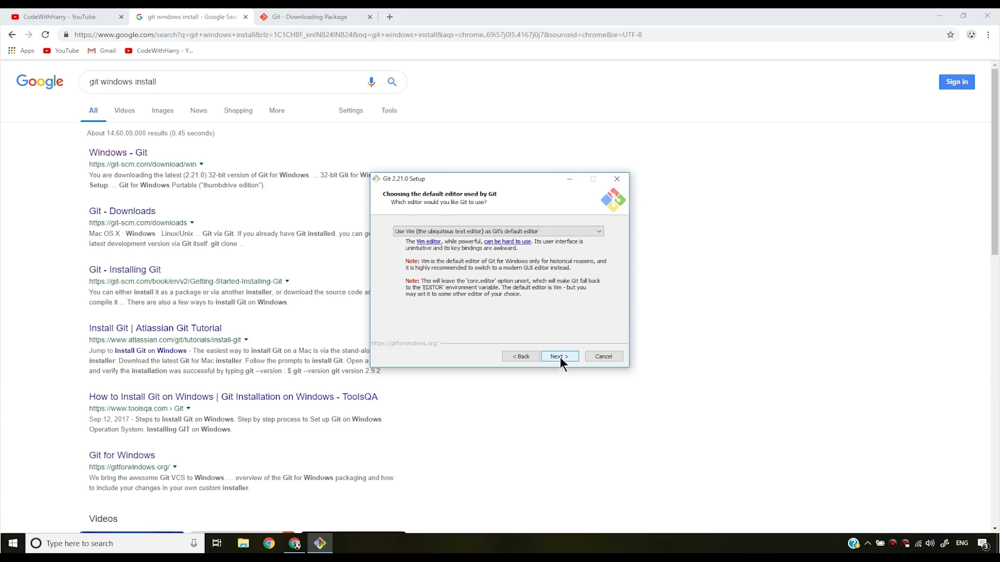 CodeWithHarry - YouTube
git windows install - Google Sear
Git - Downloading Package
https://www.google.com/search?q=git+windows+install&rlz=1C1CHBF_enIN824IN824&oq=git+windows+install&aqs=chrome..69i57j0l5.4167j0j7&sourceid=chrome&ie=UTF-8
Apps
YouTube
Gmail
CodeWithHarry - Y...
Google
git windows install
Sign in
All
Videos
Images
News
Shopping
More
Settings
Tools
About 14,60,00,000 results (0.45 seconds)
Windows - Git
https://git-scm.com/download/win
You are downloading the latest (2.21.0) 32-bit version of Git for Windows. ... 32-bit Git for Win
Setup. ... Git for Windows Portable ("thumbdrive edition").
Git - Downloads
https://git-scm.com/downloads
Mac OS X · Windows · Linux/Unix ... Git via Git. If you already have Git installed, you can ge
latest development version via Git itself: git clone ...
Git - Installing Git
https://git-scm.com/book/en/v2/Getting-Started-Installing-Git
You can either install it as a package or via another installer, or download the source code an
compile it ... There are also a few ways to install Git on Windows.
Install Git | Atlassian Git Tutorial
https://www.atlassian.com/git/tutorials/install-git
Jump to Install Git on Windows - The easiest way to install Git on a Mac is via the stand-alo
installer: Download the latest Git for Mac installer. Follow the prompts to install Git. Open a
and verify the installation was successful by typing git --version : $ git --version git version 2.9.2.
How to Install Git on Windows | Git Installation on Windows - ToolsQA
https://www.toolsqa.com › Git
Sep 12, 2017 - Steps to Install Git on Windows. Step by step process to Set up Git on Windows
Operation System. Installing GIT on Windows.
Git for Windows
https://gitforwindows.org/
We bring the awesome Git VCS to Windows. ... overview of the Git for Windows packaging and how
to include your changes in your own custom installer.
Videos
Git 2.21.0 Setup
Choosing the default editor used by Git
Which editor would you like Git to use?
Use Vim (the ubiquitous text editor) as Git's default editor
The Vim editor, while powerful, can be hard to use. Its user interface is
unintuitive and its key bindings are awkward.
Note: Vim is the default editor of Git for Windows only for historical reasons, and
it is highly recommended to switch to a modern GUI editor instead.
Note: This will leave the 'core.editor' option unset, which will make Git fall back
to the 'EDITOR' environment variable. The default editor is Vim - but you
may set it to some other editor of your choice.
https://gitforwindows.org/
< Back
Next >
Cancel
Type here to search
ENG
3